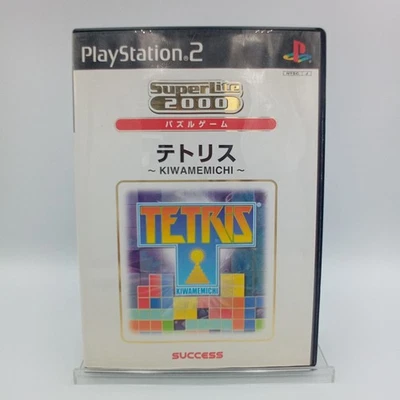 PlayStation®2
SuperLite
2000
パズルゲーム
テトリス
～ KIWAMEMICHI ～
TETRIS
KIWAMEMICHI
SUCCESS